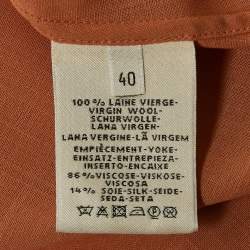 40
100% LAINE VIERGE-
VIRGIN WOOL-
SCHURWOLLE-
LANA VIRGEN-
LANA VERGINE-LÃ VIRGEM
EMPIÈCEMENT-YOKE-
EINSATZ-ENTREPIEZA-
INSERTO-ENCAIXE
86% VISCOSE-VISKOSE-
VISCOSA
14% SOIE-SILK-SEIDE-
SEDA-SETA